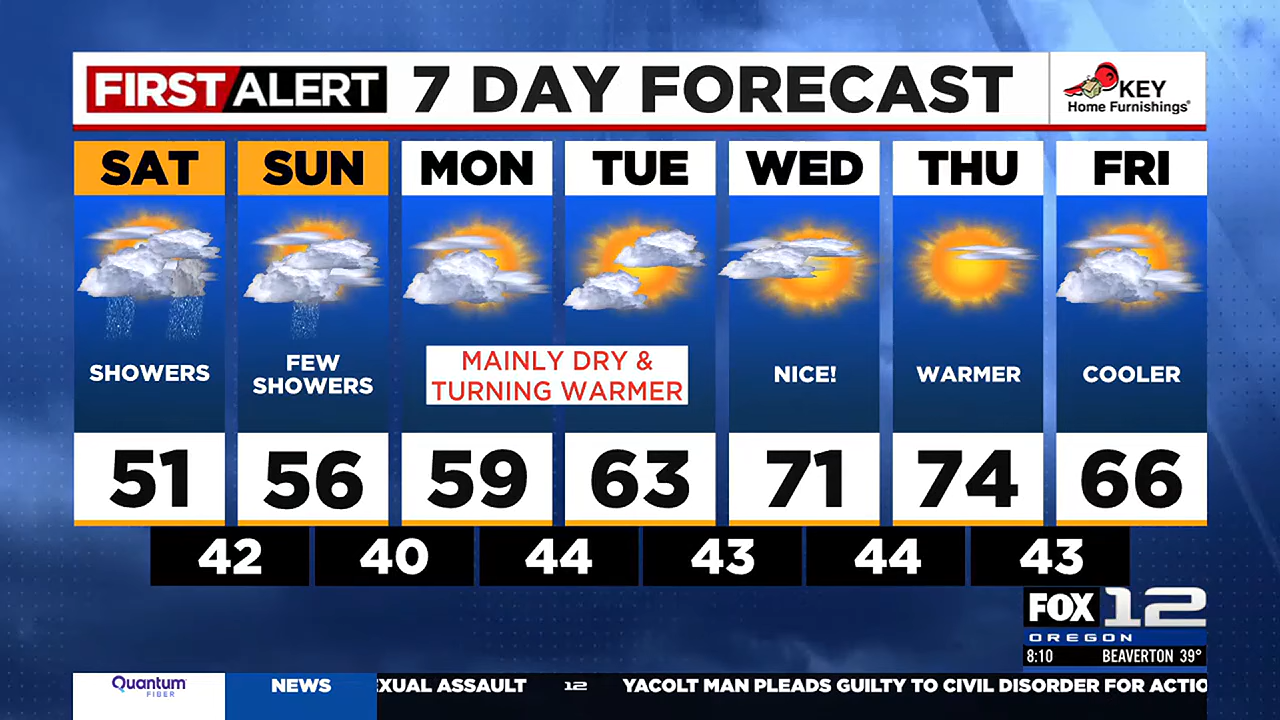 FIRST ALERT 7 DAY FORECAST
KEY
Home Furnishings®
SAT SUN MON TUE WED THU FRI
SHOWERS
FEW
SHOWERS
MAINLY DRY &
TURNING WARMER
NICE!
WARMER
COOLER
51 56 59 63 71 74 66
42 40 44 43 44 43
FOX 12
OREGON
8:10 BEAVERTON 39°
Quantum
FIBER
NEWS
EXUAL ASSAULT 12 YACOLT MAN PLEADS GUILTY TO CIVIL DISORDER FOR ACTIO